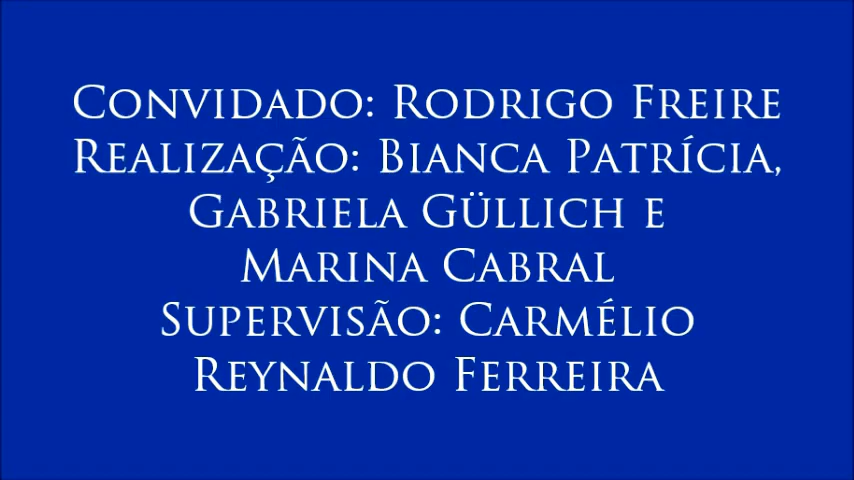 Convidado: Rodrigo Freire
Realização: Bianca Patrícia,
Gabriela Güllich e
Marina Cabral
Supervisão: Carmélio
Reynaldo Ferreira